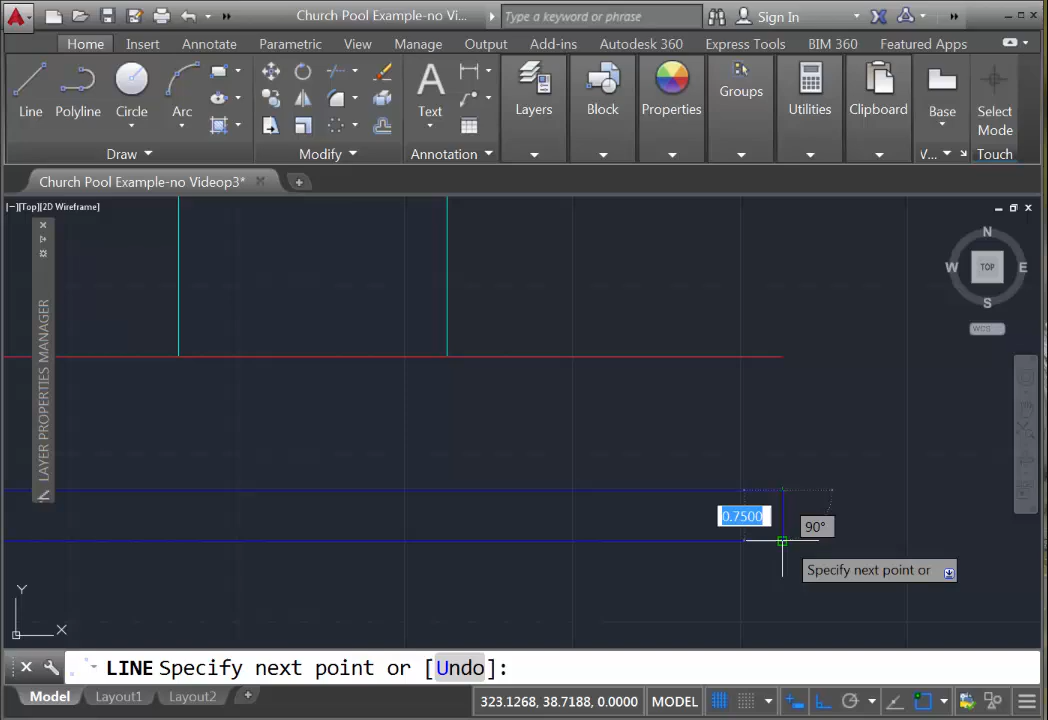 Church Pool Example-no Vi...
Type a keyword or phrase
Sign In
Home Insert Annotate Parametric View Manage Output Add-ins Autodesk 360 Express Tools BIM 360 Featured Apps
Line Polyline Circle Arc
Draw
Modify
Text
Annotation
Layers
Block
Properties
Groups
Utilities
Clipboard
Base
V...
Select
Mode
Touch
Church Pool Example-no Videop3*
[−][Top][2D Wireframe]
N
W TOP E
S
WCS
LAYER PROPERTIES MANAGER
0.7500
90°
Specify next point or
Y
X
LINE Specify next point or [Undo]:
Model Layout1 Layout2
323.1268, 38.7188, 0.0000 MODEL